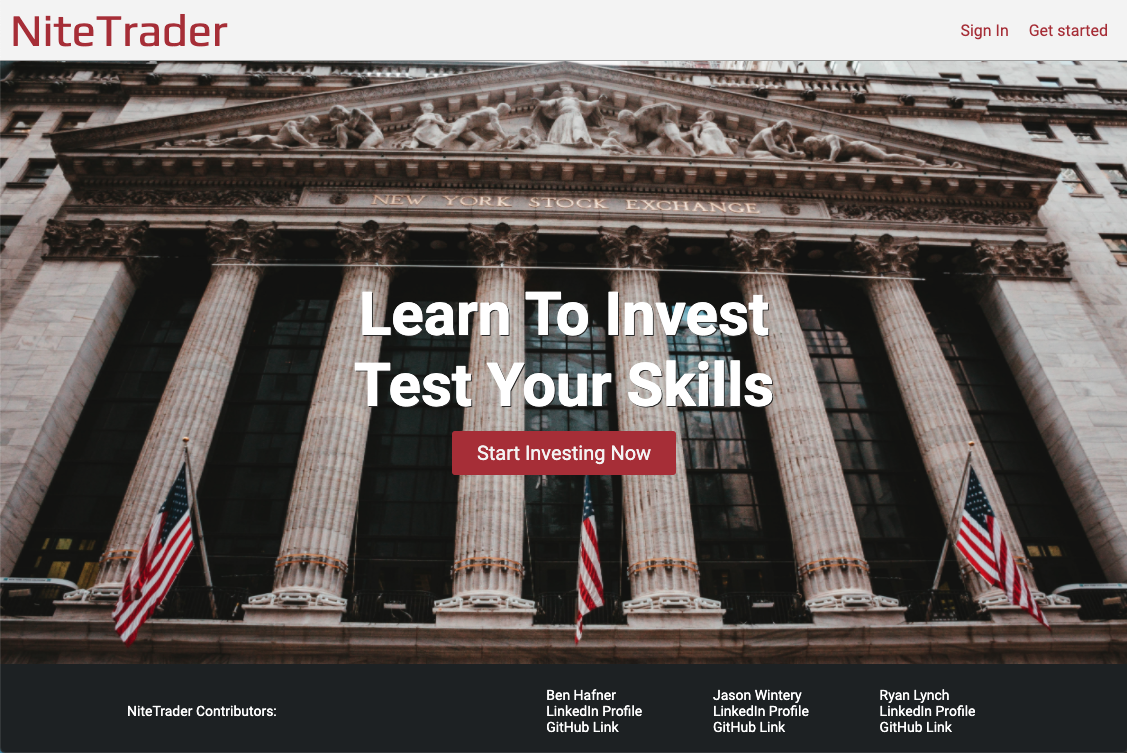 NiteTrader
Sign In
Get started
NEW YORK STOCK EXCHANGE
Learn To Invest
Test Your Skills
Start Investing Now
NiteTrader Contributors:
Ben Hafner
LinkedIn Profile
GitHub Link
Jason Wintery
LinkedIn Profile
GitHub Link
Ryan Lynch
LinkedIn Profile
GitHub Link